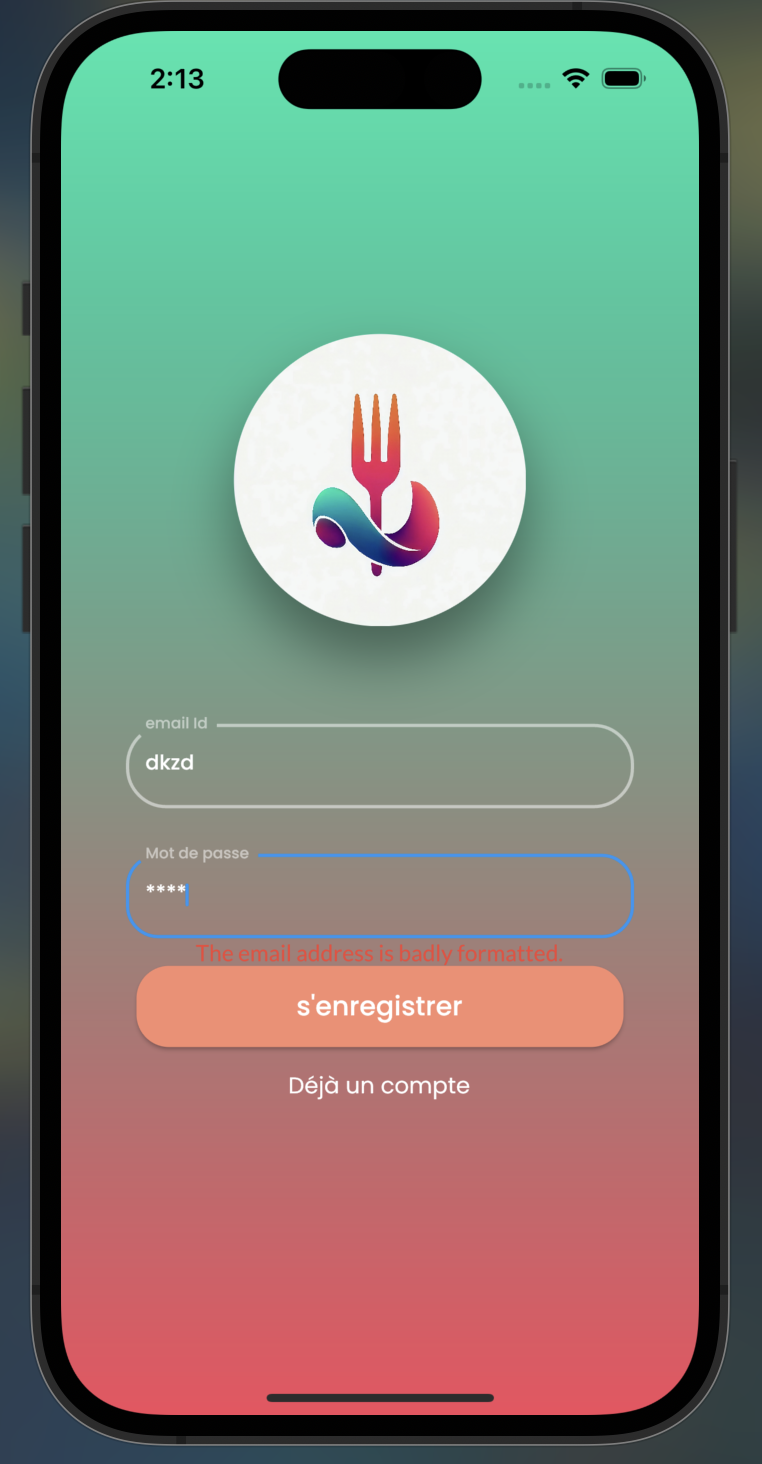 2:13
email Id
dkzd
Mot de passe
****
The email address is badly formatted.
s'enregistrer
Déjà un compte